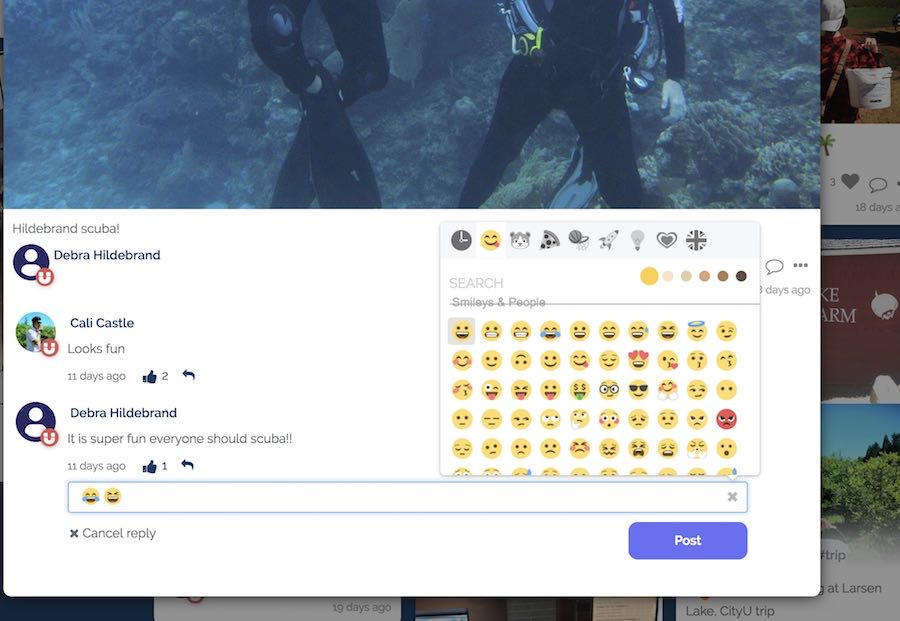 Hildebrand scuba!
Debra Hildebrand
Cali Castle
Looks fun
11 days ago 2
Debra Hildebrand
It is super fun everyone should scuba!!
11 days ago 1
😂 😆
✖ Cancel reply
Post
SEARCH
Smileys & People
days ago
3
18 days a
ARM
#trip
g at Larsen
Lake, CityU trip
19 days ago